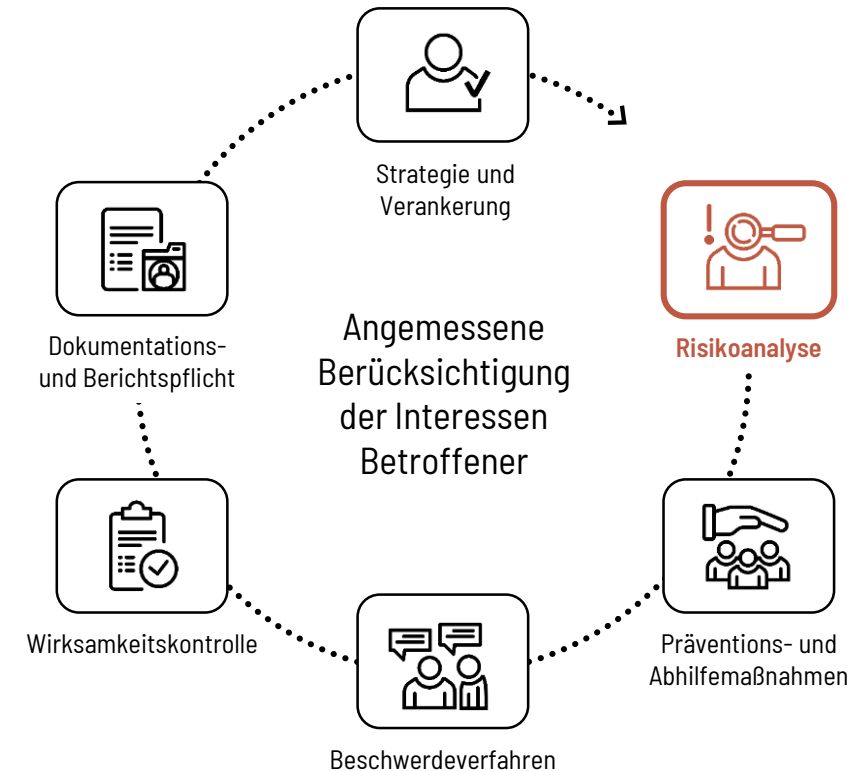 Strategie und
Verankerung
Risikoanalyse
Präventions- und
Abhilfemaßnahmen
Beschwerdeverfahren
Wirksamkeitskontrolle
Dokumentations-
und Berichtspflicht
Angemessene
Berücksichtigung
der Interessen
Betroffener